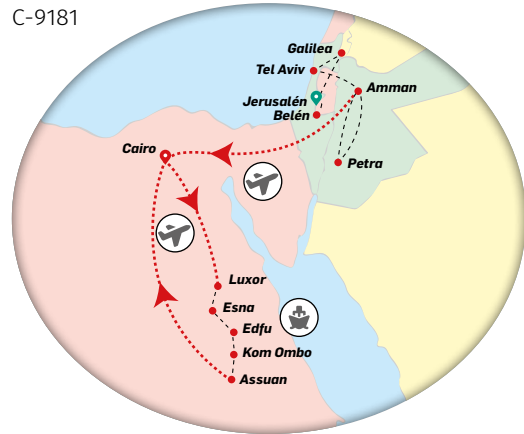 C-9181
Galilea
Tel Aviv
Amman
Jerusalén
Belén
Cairo
Petra
Luxor
Esna
Edfu
Kom Ombo
Assuan